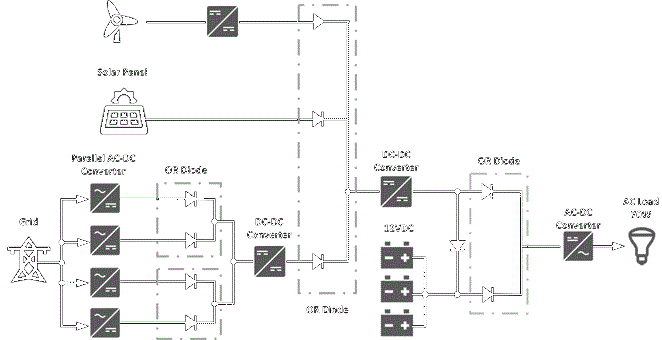 Solar Panel
Parallel AC-DC
Converter
OR Diode
DC-DC
Converter
OR Diode
AC Load
70W
AC-DC
Converter
12VDC
Grid
DC-DC
Converter
OR Diode